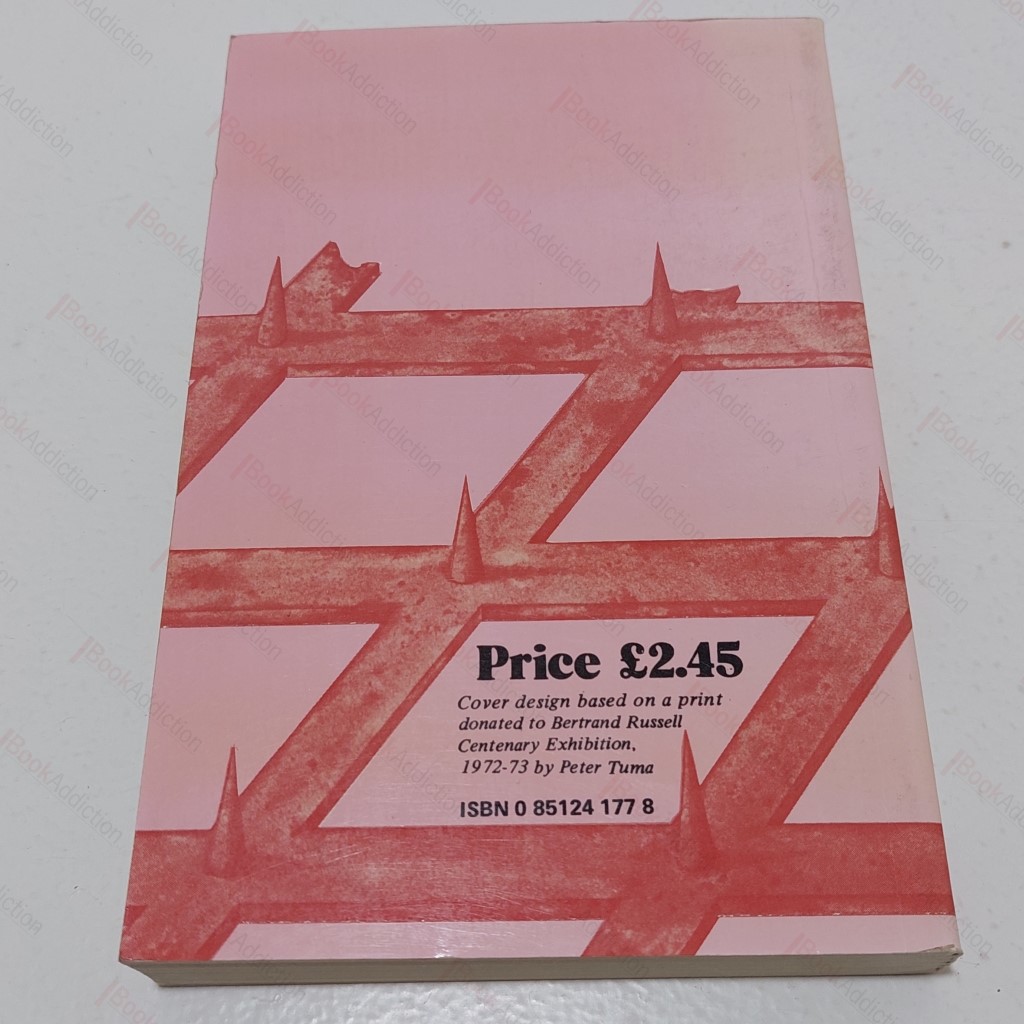 Price £2.45
Cover design based on a print
donated to Bertrand Russell
Centenary Exhibition,
1972-73 by Peter Tuma
ISBN 0 85124 177 8
BookAddiction